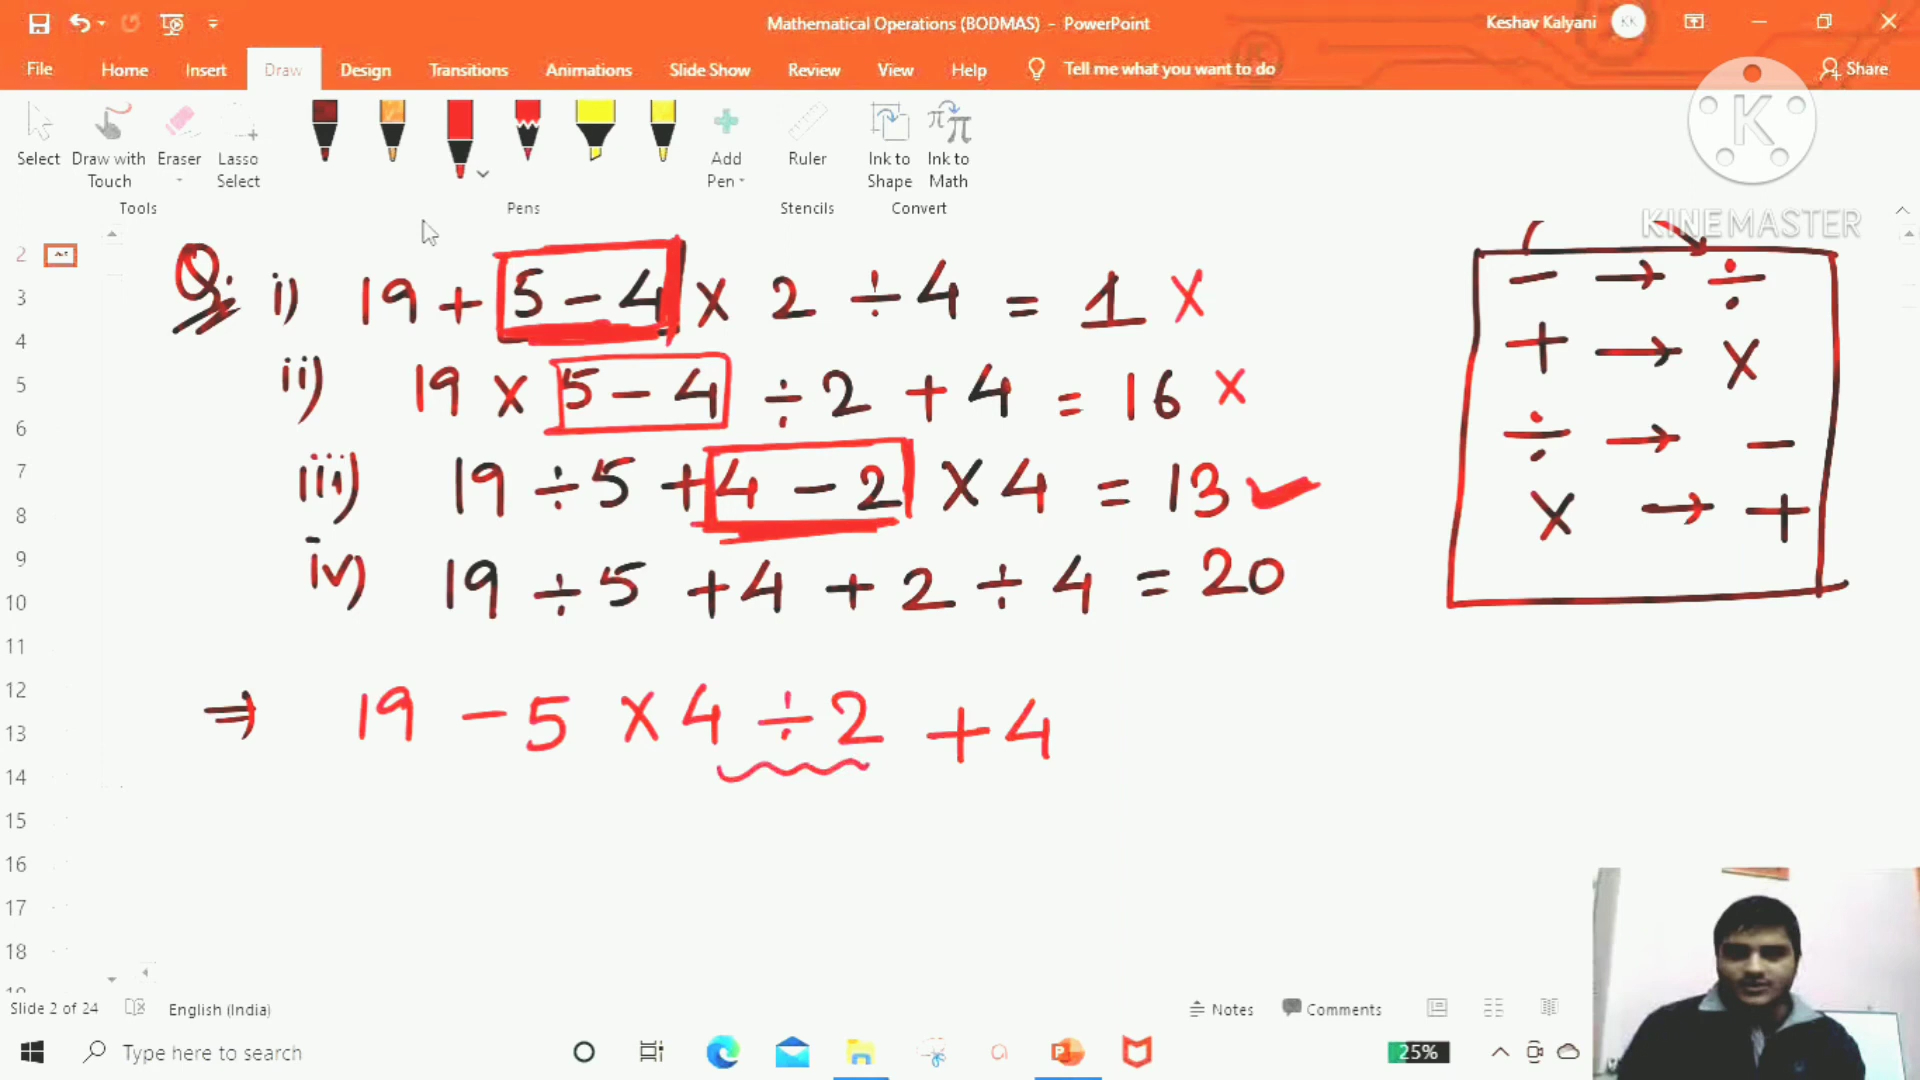 Mathematical Operations (BODMAS) - PowerPoint
Keshav Kalyani KK
File Home Insert Draw Design Transitions Animations Slide Show Review View Help Tell me what you want to do Share
Select Draw with Touch Eraser Lasso Select Add Pen Ruler Ink to Shape Ink to Math
Tools Pens Stencils Convert
K
KINEMASTER
Q. i) 19 + 5 - 4 × 2 ÷ 4 = 1 ×
ii) 19 × 5 - 4 ÷ 2 + 4 = 16 ×
iii) 19 ÷ 5 + 4 - 2 × 4 = 13 ✓
iv) 19 ÷ 5 + 4 + 2 ÷ 4 = 20
⇒ 19 - 5 × 4 ÷ 2 + 4
- → ÷
+ → ×
÷ → -
× → +
2
3
4
5
6
7
8
9
10
11
12
13
14
15
16
17
18
Slide 2 of 24 English (India) Notes Comments
Type here to search
25%